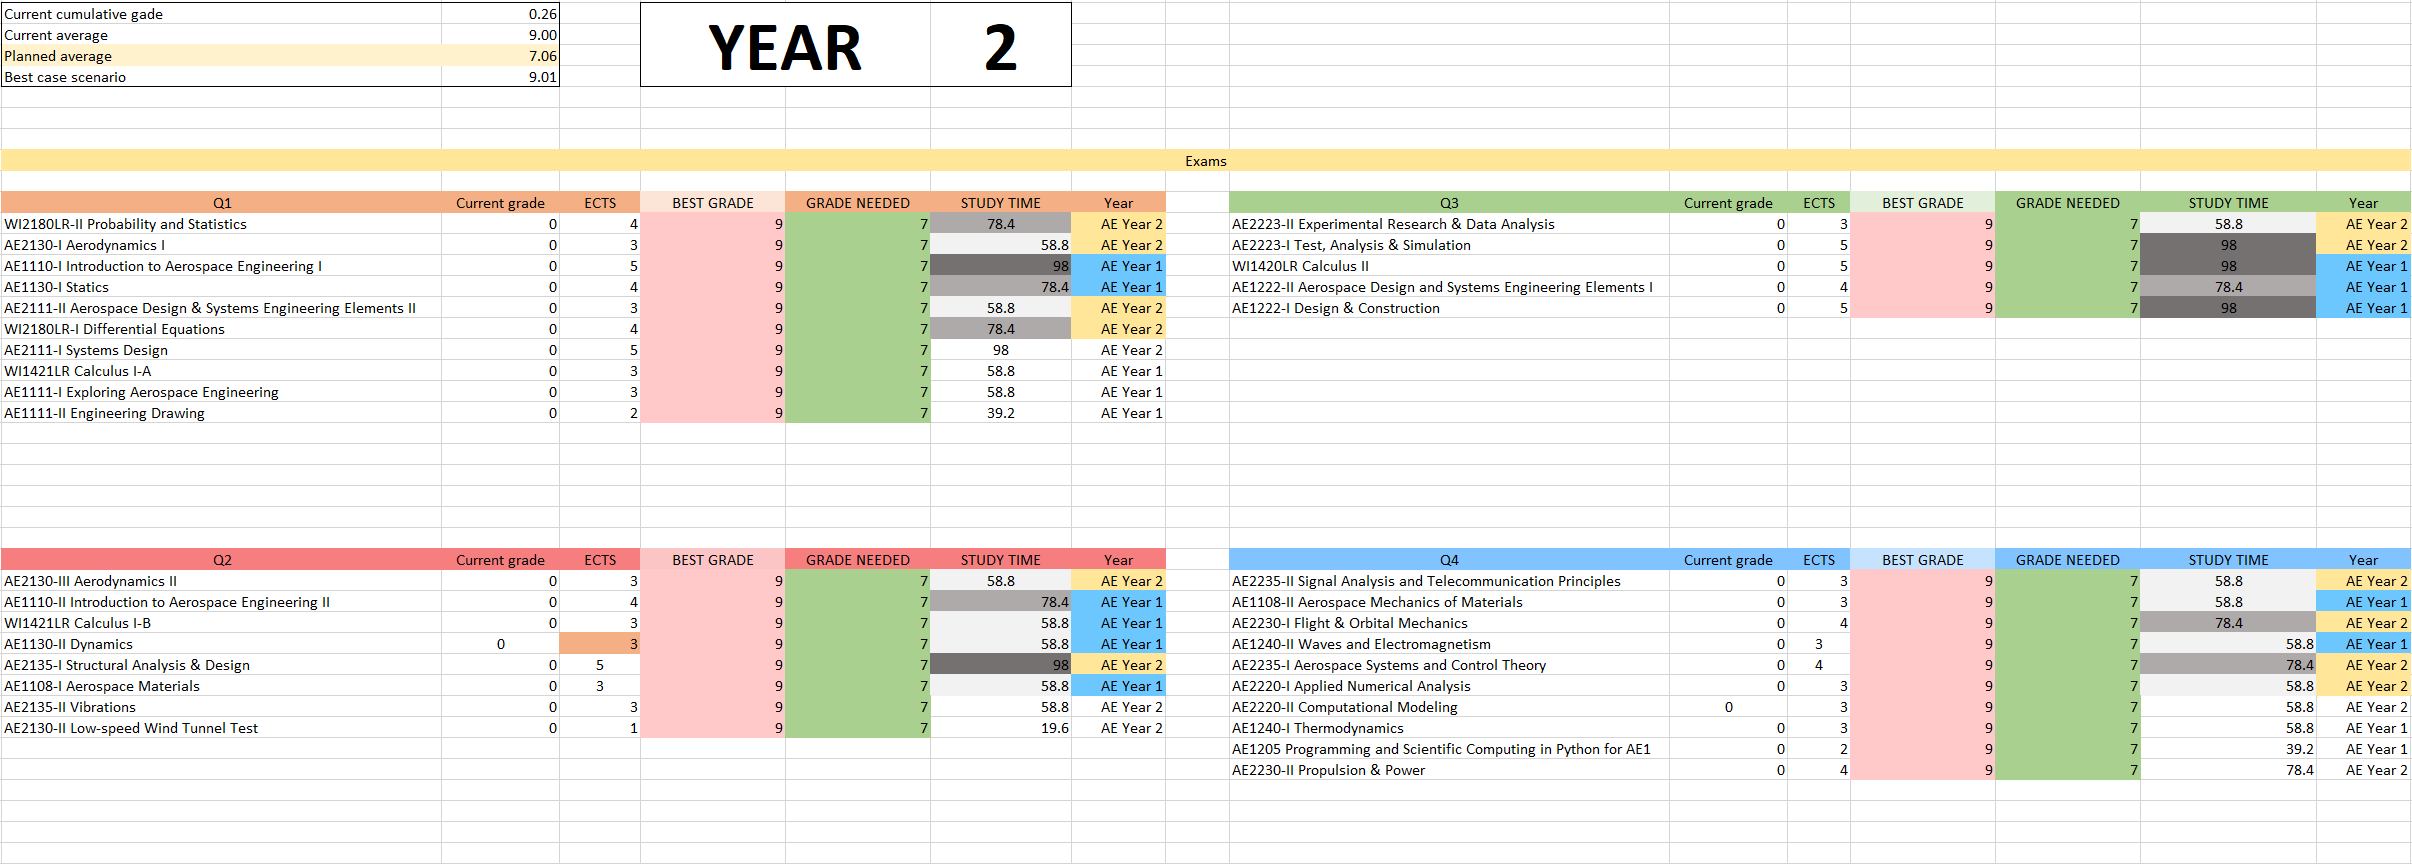 Current cumulative gade 0.26
Current average 9.00
Planned average 7.06
Best case scenario 9.01
YEAR 2
Exams
Q1 Current grade ECTS BEST GRADE GRADE NEEDED STUDY TIME Year
WI2180LR-II Probability and Statistics 0 4 9 7 78.4 AE Year 2
AE2130-I Aerodynamics I 0 3 9 7 58.8 AE Year 2
AE1110-I Introduction to Aerospace Engineering I 0 5 9 7 98 AE Year 1
AE1130-I Statics 0 4 9 7 78.4 AE Year 1
AE2111-II Aerospace Design & Systems Engineering Elements II 0 3 9 7 58.8 AE Year 2
WI2180LR-I Differential Equations 0 4 9 7 78.4 AE Year 2
AE2111-I Systems Design 0 5 9 7 98 AE Year 2
WI1421LR Calculus I-A 0 3 9 7 58.8 AE Year 1
AE1111-I Exploring Aerospace Engineering 0 3 9 7 58.8 AE Year 1
AE1111-II Engineering Drawing 0 2 9 7 39.2 AE Year 1
Q3 Current grade ECTS BEST GRADE GRADE NEEDED STUDY TIME Year
AE2223-II Experimental Research & Data Analysis 0 3 9 7 58.8 AE Year 2
AE2223-I Test, Analysis & Simulation 0 5 9 7 98 AE Year 2
WI1420LR Calculus II 0 5 9 7 98 AE Year 1
AE1222-II Aerospace Design and Systems Engineering Elements I 0 4 9 7 78.4 AE Year 1
AE1222-I Design & Construction 0 5 9 7 98 AE Year 1
Q2 Current grade ECTS BEST GRADE GRADE NEEDED STUDY TIME Year
AE2130-III Aerodynamics II 0 3 9 7 58.8 AE Year 2
AE1110-II Introduction to Aerospace Engineering II 0 4 9 7 78.4 AE Year 1
WI1421LR Calculus I-B 0 3 9 7 58.8 AE Year 1
AE1130-II Dynamics 0 3 9 7 58.8 AE Year 1
AE2135-I Structural Analysis & Design 0 5 9 7 98 AE Year 2
AE1108-I Aerospace Materials 0 3 9 7 58.8 AE Year 1
AE2135-II Vibrations 0 3 9 7 58.8 AE Year 2
AE2130-II Low-speed Wind Tunnel Test 0 1 9 7 19.6 AE Year 2
Q4 Current grade ECTS BEST GRADE GRADE NEEDED STUDY TIME Year
AE2235-II Signal Analysis and Telecommunication Principles 0 3 9 7 58.8 AE Year 2
AE1108-II Aerospace Mechanics of Materials 0 3 9 7 58.8 AE Year 1
AE2230-I Flight & Orbital Mechanics 0 4 9 7 78.4 AE Year 2
AE1240-II Waves and Electromagnetism 0 3 9 7 58.8 AE Year 1
AE2235-I Aerospace Systems and Control Theory 0 4 9 7 78.4 AE Year 2
AE2220-I Applied Numerical Analysis 0 3 9 7 58.8 AE Year 2
AE2220-II Computational Modeling 0 3 9 7 58.8 AE Year 2
AE1240-I Thermodynamics 0 3 9 7 58.8 AE Year 1
AE1205 Programming and Scientific Computing in Python for AE1 0 2 9 7 39.2 AE Year 1
AE2230-II Propulsion & Power 0 4 9 7 78.4 AE Year 2